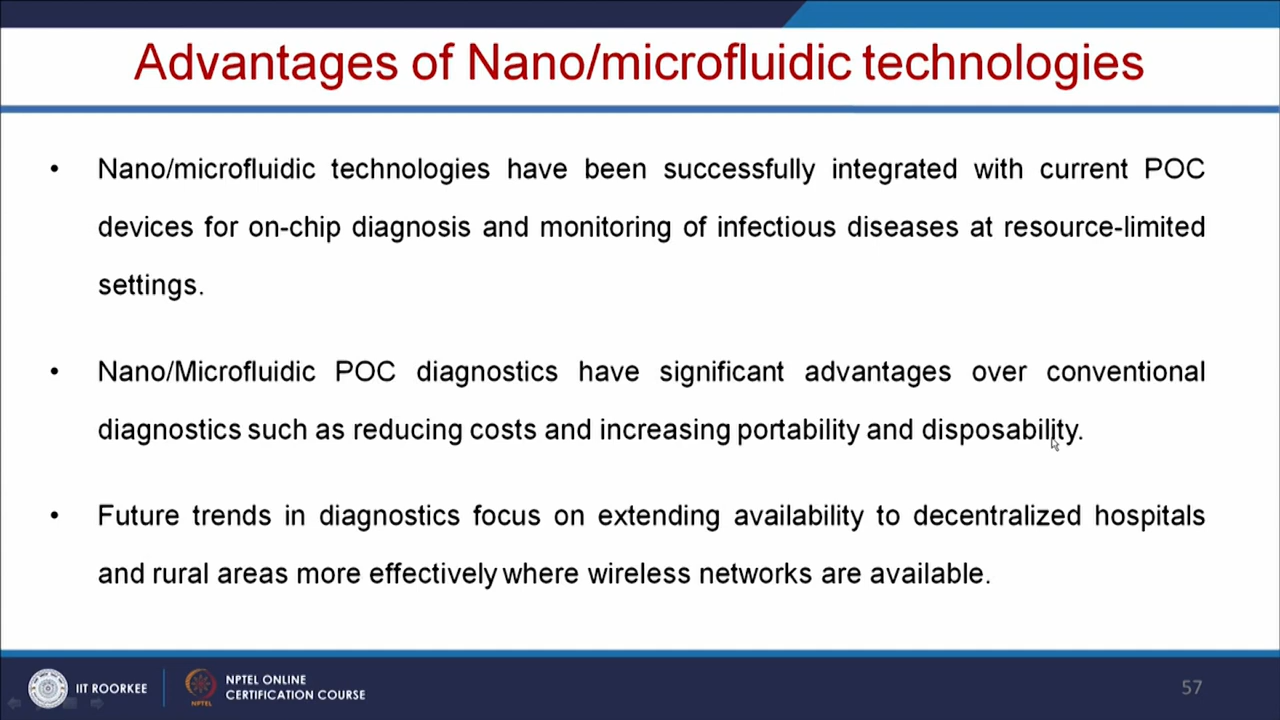 Advantages of Nano/microfluidic technologies
• Nano/microfluidic technologies have been successfully integrated with current POC
devices for on-chip diagnosis and monitoring of infectious diseases at resource-limited
settings.
• Nano/Microfluidic POC diagnostics have significant advantages over conventional
diagnostics such as reducing costs and increasing portability and disposability.
• Future trends in diagnostics focus on extending availability to decentralized hospitals
and rural areas more effectively where wireless networks are available.
IIT ROORKEE
NPTEL
NPTEL ONLINE
CERTIFICATION COURSE
57